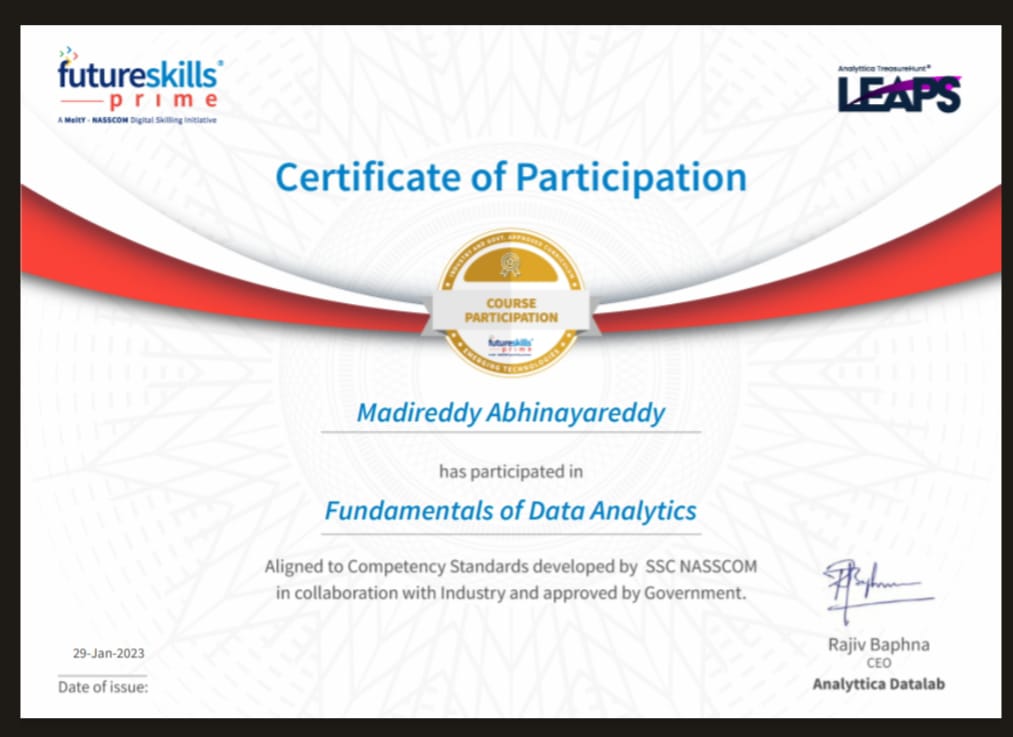 futureskills
prime
A MeitY - NASSCOM Digital Skilling Initiative
Analyttica TreasureHunt®
LEAPS
Certificate of Participation
INDUSTRY AND GOVT. APPROVED CURRICULUM
COURSE
PARTICIPATION
futureskills
prime
EMERGING TECHNOLOGIES
Madireddy Abhinayareddy
has participated in
Fundamentals of Data Analytics
Aligned to Competency Standards developed by SSC NASSCOM
in collaboration with Industry and approved by Government.
29-Jan-2023
Date of issue:
Rajiv Baphna
CEO
Analyttica Datalab